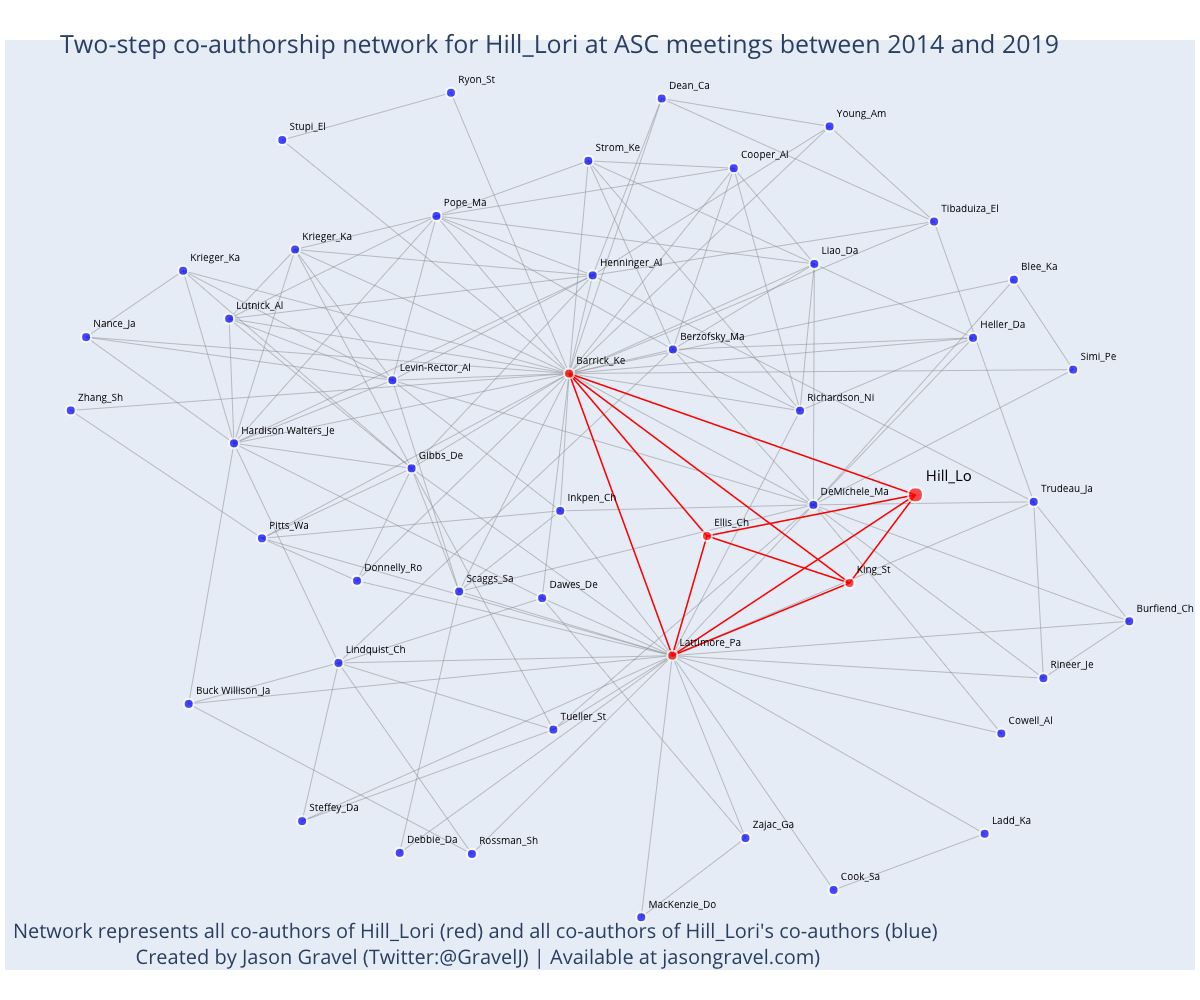 Two-step co-authorship network for Hill_Lori at ASC meetings between 2014 and 2019
Ryon_St
Dean_Ca
Young_Am
Stupi_El
Strom_Ke
Cooper_Al
Pope_Ma
Tibaduiza_El
Krieger_Ka
Liao_Da
Krieger_Ka
Henninger_Al
Blee_Ka
Lutnick_Al
Nance_Ja
Heller_Da
Berzofsky_Ma
Simi_Pe
Barrick_Ke
Levin-Rector_Al
Zhang_Sh
Richardson_Ni
Hardison Walters_Je
Gibbs_De
Hill_Lo
DeMichele_Ma
Trudeau_Ja
Inkpen_Ch
Ellis_Ch
Pitts_Wa
Donnelly_Ro
Scaggs_Sa
Dawes_De
King_St
Burfiend_Ch
Lattimore_Pa
Lindquist_Ch
Rineer_Je
Buck Willison_Ja
Tueller_St
Cowell_Al
Steffey_Da
Debbie_Da
Rossman_Sh
Zajac_Ga
Ladd_Ka
Cook_Sa
MacKenzie_Do
Network represents all co-authors of Hill_Lori (red) and all co-authors of Hill_Lori's co-authors (blue)
Created by Jason Gravel (Twitter:@GravelJ) | Available at jasongravel.com)